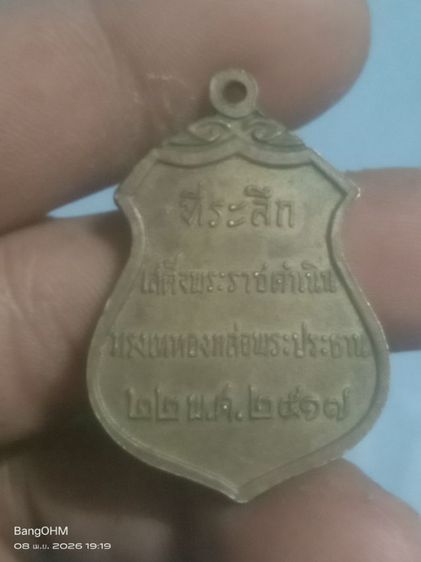 ที่ระลึก
เสด็จพระราชดำเนิน
ทรงเททองหล่อพระประธาน
๒๒ พ.ศ. ๒๕๑๗
BangOHM
08 เม.ย. 2026 19:19